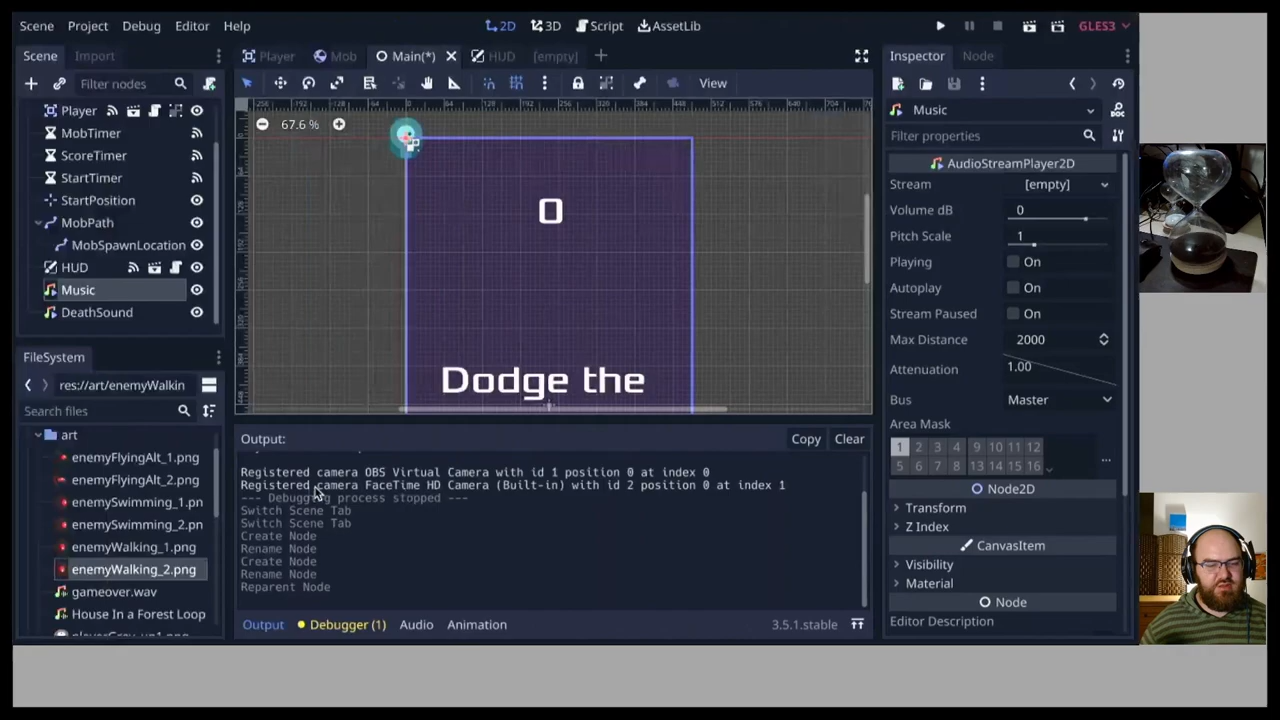 Scene Project Debug Editor Help
2D 3D Script AssetLib
GLES3
Scene Import
Player Mob Main(*) HUD [empty]
Inspector Node
Filter nodes
View
Player
MobTimer
ScoreTimer
StartTimer
StartPosition
MobPath
MobSpawnLocation
HUD
Music
DeathSound
67.6 %
0
Dodge the
Music
Filter properties
AudioStreamPlayer2D
Stream [empty]
Volume dB 0
Pitch Scale 1
Playing On
Autoplay On
Stream Paused On
Max Distance 2000
Attenuation 1.00
Bus Master
Area Mask
1 2 3 4 9 10 11 12
5 6 7 8 13 14 15 16
Node2D
Transform
Z Index
CanvasItem
Visibility
Material
Node
Editor Description
FileSystem
res://art/enemyWalkin
Search files
art
enemyFlyingAlt_1.png
enemyFlyingAlt_2.png
enemySwimming_1.pn
enemySwimming_2.pn
enemyWalking_1.png
enemyWalking_2.png
gameover.wav
House In a Forest Loop
Output: Copy Clear
Registered camera OBS Virtual Camera with id 1 position 0 at index 0
Registered camera FaceTime HD Camera (Built-in) with id 2 position 0 at index 1
--- Debugging process stopped ---
Switch Scene Tab
Switch Scene Tab
Create Node
Rename Node
Create Node
Rename Node
Reparent Node
Output Debugger (1) Audio Animation 3.5.1.stable